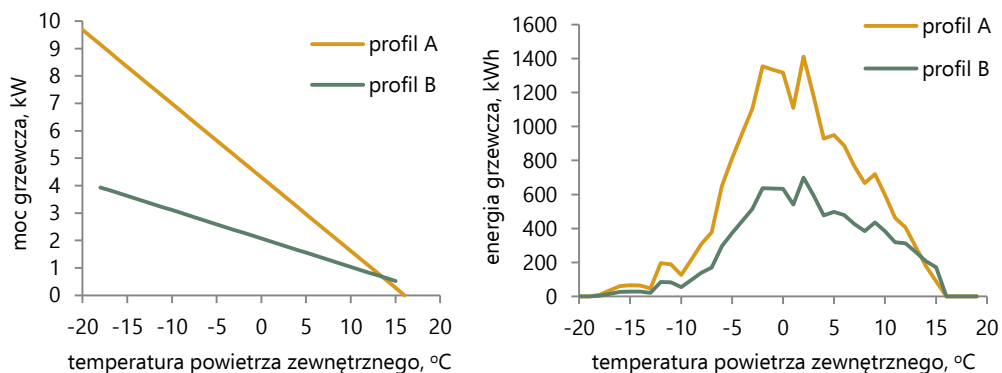 moc grzewcza, kW
10
9
8
7
6
5
4
3
2
1
0
-20 -15 -10 -5 0 5 10 15 20
temperatura powietrza zewnętrznego, ºC
profil A
profil B
energia grzewcza, kWh
1600
1400
1200
1000
800
600
400
200
0
-20 -15 -10 -5 0 5 10 15 20
temperatura powietrza zewnętrznego, ºC
profil A
profil B